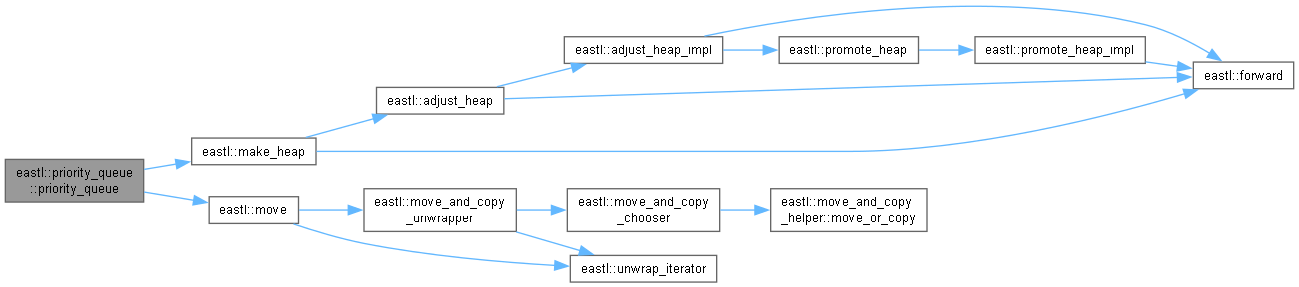 eastl::adjust_heap_impl
eastl::promote_heap
eastl::promote_heap_impl
eastl::forward
eastl::adjust_heap
eastl::make_heap
eastl::priority_queue
::priority_queue
eastl::move
eastl::move_and_copy
_unwrapper
eastl::move_and_copy
_chooser
eastl::move_and_copy
_helper::move_or_copy
eastl::unwrap_iterator